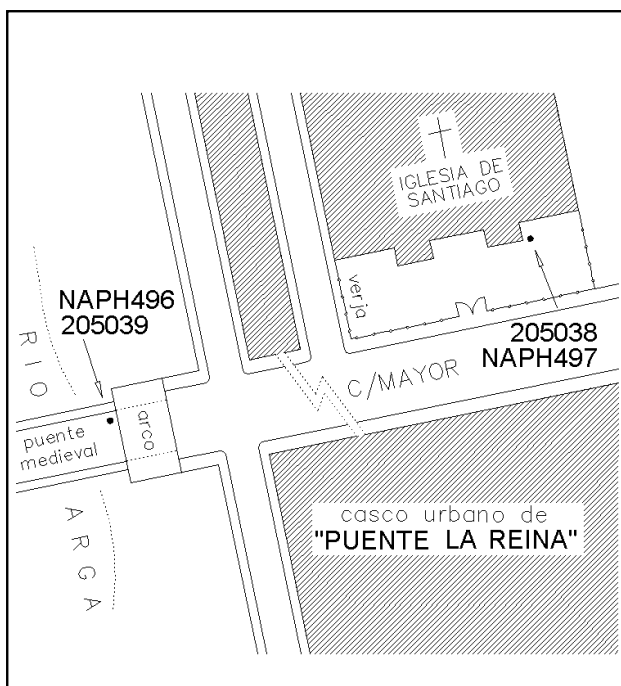 IGLESIA DE
SANTIAGO
verja
NAPH496
205039
205038
NAPH497
RIO
C/MAYOR
arco
puente
medieval
casco urbano de
"PUENTE LA REINA"
ARGA